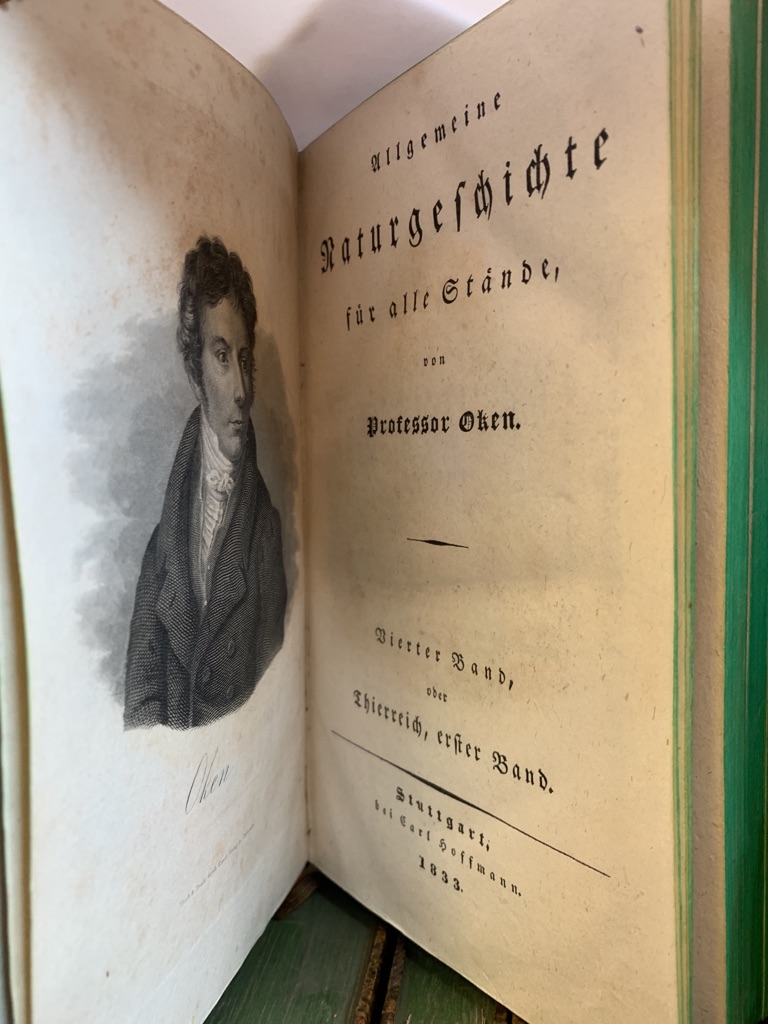 Oken
Allgemeine
Naturgeschichte
für alle Stände,
von
Professor Oken.
Vierter Band,
oder
Thierreich, erster Band.
Stuttgart,
bei Carl Hoffmann.
1833.